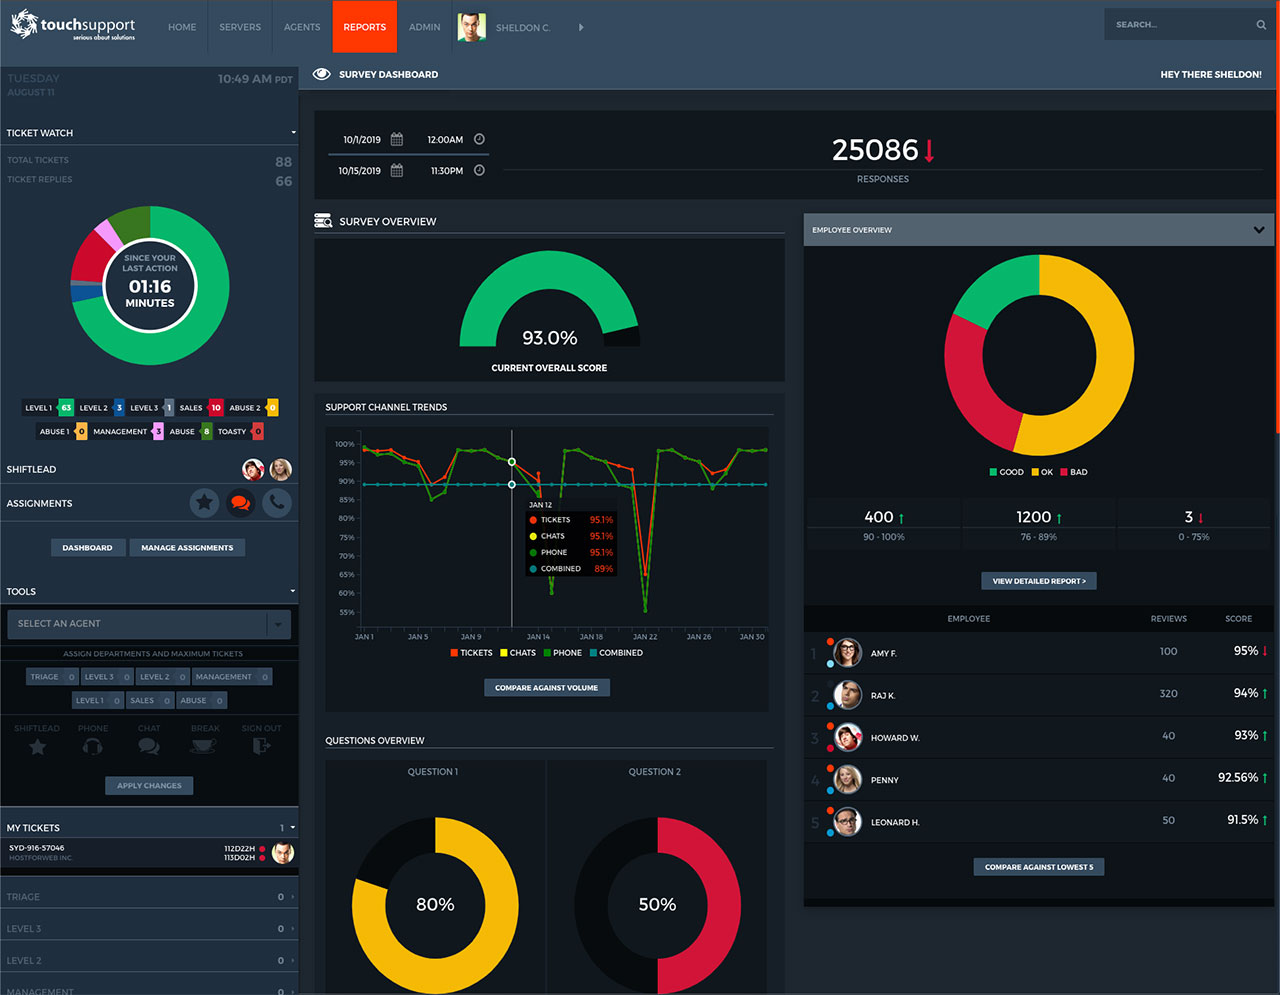 touchsupport
serious about solutions
HOME
SERVERS
AGENTS
REPORTS
ADMIN
SHELDON C.
SEARCH...
TUESDAY
10:49 AM PDT
AUGUST 11
SURVEY DASHBOARD
HEY THERE SHELDON!
TICKET WATCH
TOTAL TICKETS 88
TICKET REPLIES 66
SINCE YOUR
LAST ACTION
01:16
MINUTES
LEVEL 1 63 LEVEL 2 3 LEVEL 3 1 SALES 10 ABUSE 2 0
ABUSE 1 0 MANAGEMENT 3 ABUSE 8 TOASTY 0
SHIFTLEAD
ASSIGNMENTS
DASHBOARD
MANAGE ASSIGNMENTS
TOOLS
SELECT AN AGENT
ASSIGN DEPARTMENTS AND MAXIMUM TICKETS
TRIAGE 0 LEVEL 3 0 LEVEL 2 0 MANAGEMENT 0
LEVEL 1 0 SALES 0 ABUSE 0
SHIFTLEAD PHONE CHAT BREAK SIGN OUT
APPLY CHANGES
MY TICKETS 1
SYD-916-57046 112D22H
HOSTFORWEB INC. 113D02H
TRIAGE 0
LEVEL 3 0
LEVEL 2 0
MANAGEMENT 0
10/1/2019 12:00AM
10/15/2019 11:30PM
25086
RESPONSES
SURVEY OVERVIEW
93.0%
CURRENT OVERALL SCORE
SUPPORT CHANNEL TRENDS
100%
95%
90%
85%
80%
75%
70%
65%
60%
55%
JAN 12
TICKETS 95.1%
CHATS 95.1%
PHONE 95.1%
COMBINED 89%
JAN 1 JAN 5 JAN 9 JAN 14 JAN 18 JAN 22 JAN 26 JAN 30
TICKETS CHATS PHONE COMBINED
COMPARE AGAINST VOLUME
QUESTIONS OVERVIEW
QUESTION 1
QUESTION 2
80%
50%
EMPLOYEE OVERVIEW
GOOD OK BAD
400 1200 3
90 - 100% 76 - 89% 0 - 75%
VIEW DETAILED REPORT >
EMPLOYEE REVIEWS SCORE
1 AMY F. 100 95%
2 RAJ K. 320 94%
3 HOWARD W. 40 93%
4 PENNY 40 92.56%
5 LEONARD H. 50 91.5%
COMPARE AGAINST LOWEST 5